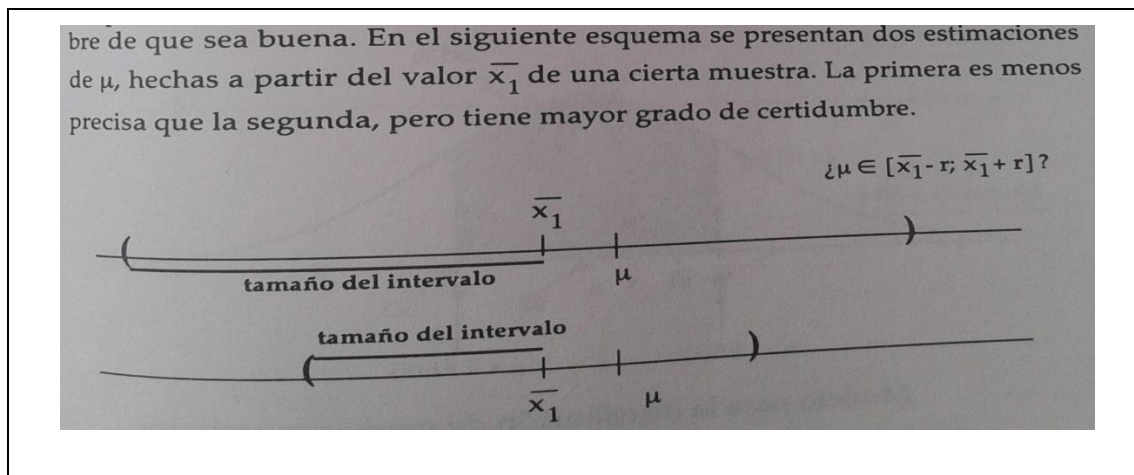 bre de que sea buena. En el siguiente esquema se presentan dos estimaciones
de μ, hechas a partir del valor x̅₁ de una cierta muestra. La primera es menos
precisa que la segunda, pero tiene mayor grado de certidumbre.
¿μ ∈ [x̅₁- r; x̅₁+ r]?
x̅₁
μ
tamaño del intervalo
tamaño del intervalo
x̅₁
μ